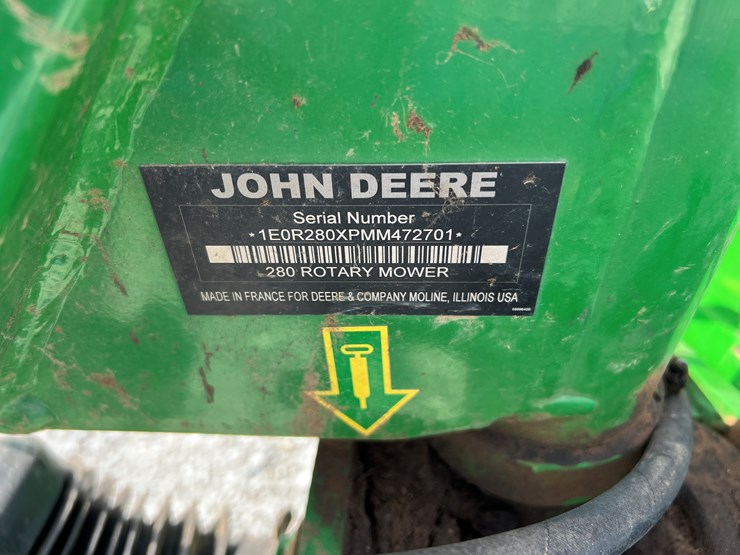 JOHN DEERE
Serial Number
*1E0R280XPMM472701*
280 ROTARY MOWER
MADE IN FRANCE FOR DEERE & COMPANY MOLINE, ILLINOIS USA